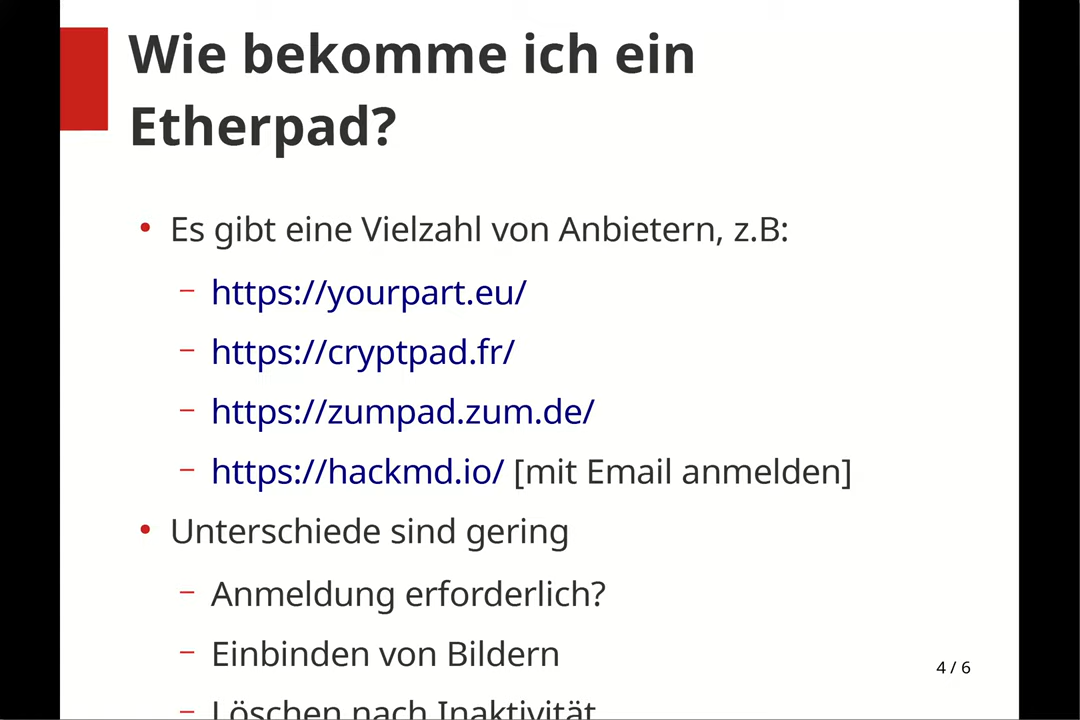 Wie bekomme ich ein
Etherpad?
• Es gibt eine Vielzahl von Anbietern, z.B:
– https://yourpart.eu/
– https://cryptpad.fr/
– https://zumpad.zum.de/
– https://hackmd.io/ [mit Email anmelden]
• Unterschiede sind gering
– Anmeldung erforderlich?
– Einbinden von Bildern
– Löschen nach Inaktivität
4 / 6